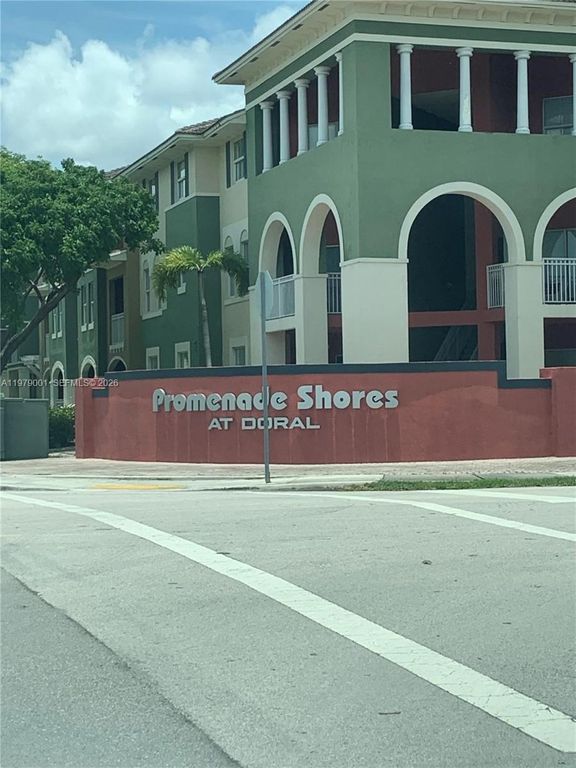 Promenade Shores
AT DORAL
A11979001 © SEFMLS © 2026